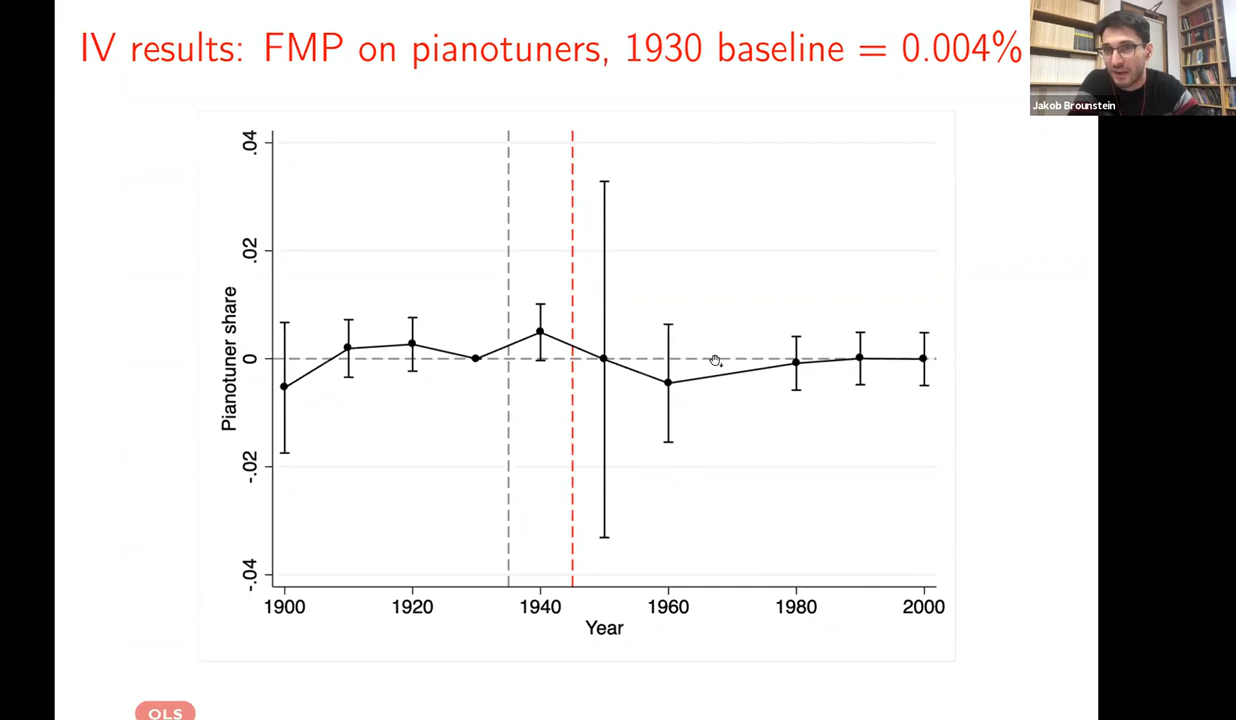 IV results: FMP on pianotuners, 1930 baseline = 0.004%
Jakob Brounstein
.04
.02
0
-.02
-.04
Pianotuner share
1900
1920
1940
1960
1980
2000
Year
OLS